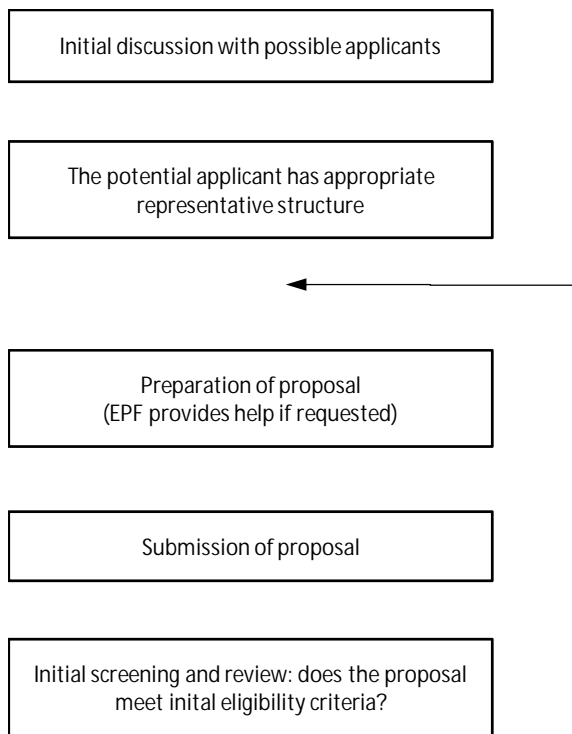 Initial discussion with possible applicants
The potential applicant has appropriate
representative structure
Preparation of proposal
(EPF provides help if requested)
Submission of proposal
Initial screening and review: does the proposal
meet inital eligibility criteria?